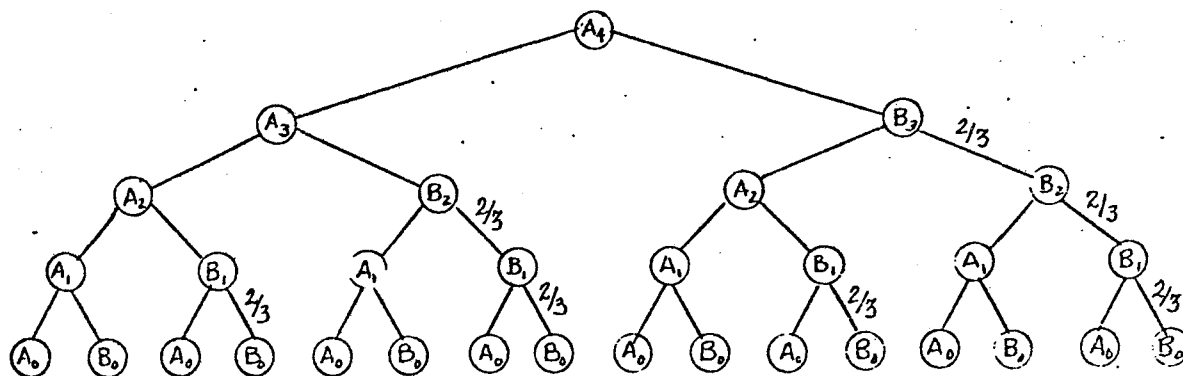 A₄
A₃ B₃ 2/3
A₂ B₂ 2/3 A₂ B₂ 2/3
A₁ B₁ 2/3 A₁ B₁ 2/3 A₁ B₁ 2/3 A₁ B₁ 2/3
A₀ B₀ A₀ B₀ A₀ B₀ A₀ B₀ A₀ B₀ A₀ B₀ A₀ B₀ A₀ B₀